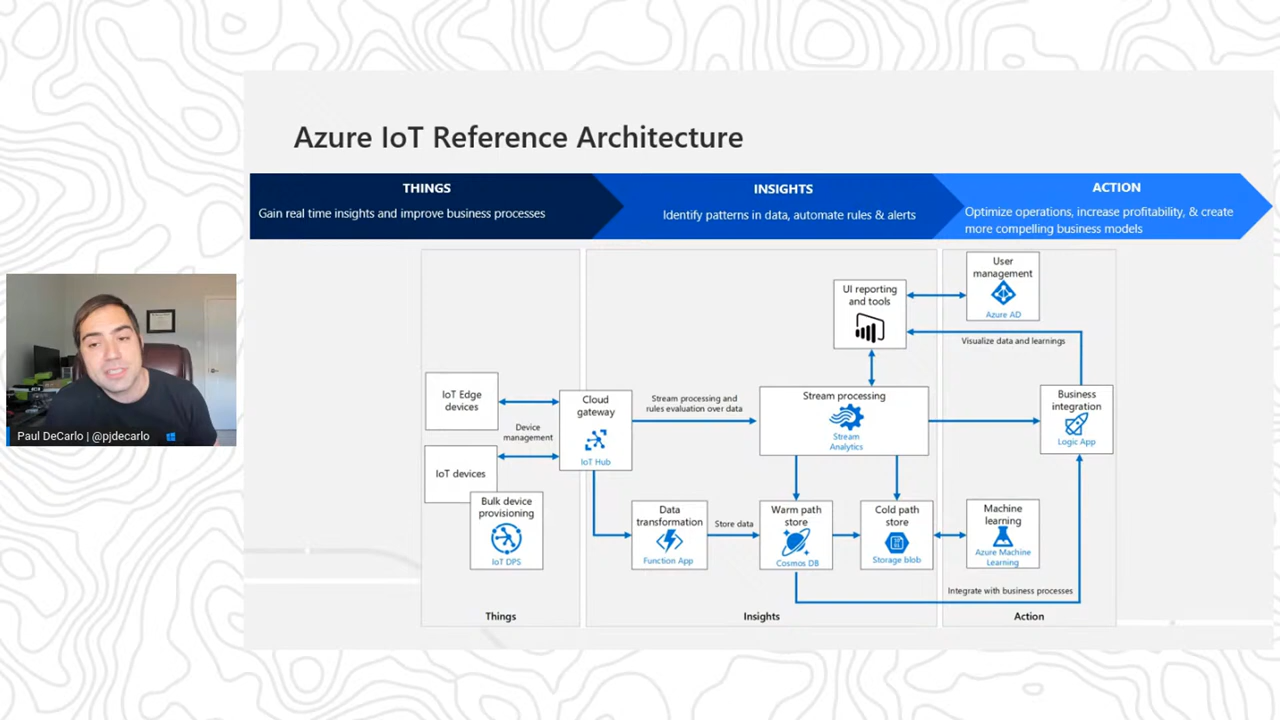 Azure IoT Reference Architecture
THINGS
Gain real time insights and improve business processes
INSIGHTS
Identify patterns in data, automate rules & alerts
ACTION
Optimize operations, increase profitability, & create
more compelling business models
User
management
Azure AD
UI reporting
and tools
Visualize data and learnings
IoT Edge
devices
Cloud
gateway
IoT Hub
Stream processing and
rules evaluation over data
Stream processing
Stream
Analytics
Business
integration
Logic App
Device
management
IoT devices
Bulk device
provisioning
IoT DPS
Data
transformation
Function App
Store data
Warm path
store
Cosmos DB
Cold path
store
Storage blob
Machine
learning
Azure Machine
Learning
Integrate with business processes
Things
Insights
Action
Paul DeCarlo | @pjdecarlo